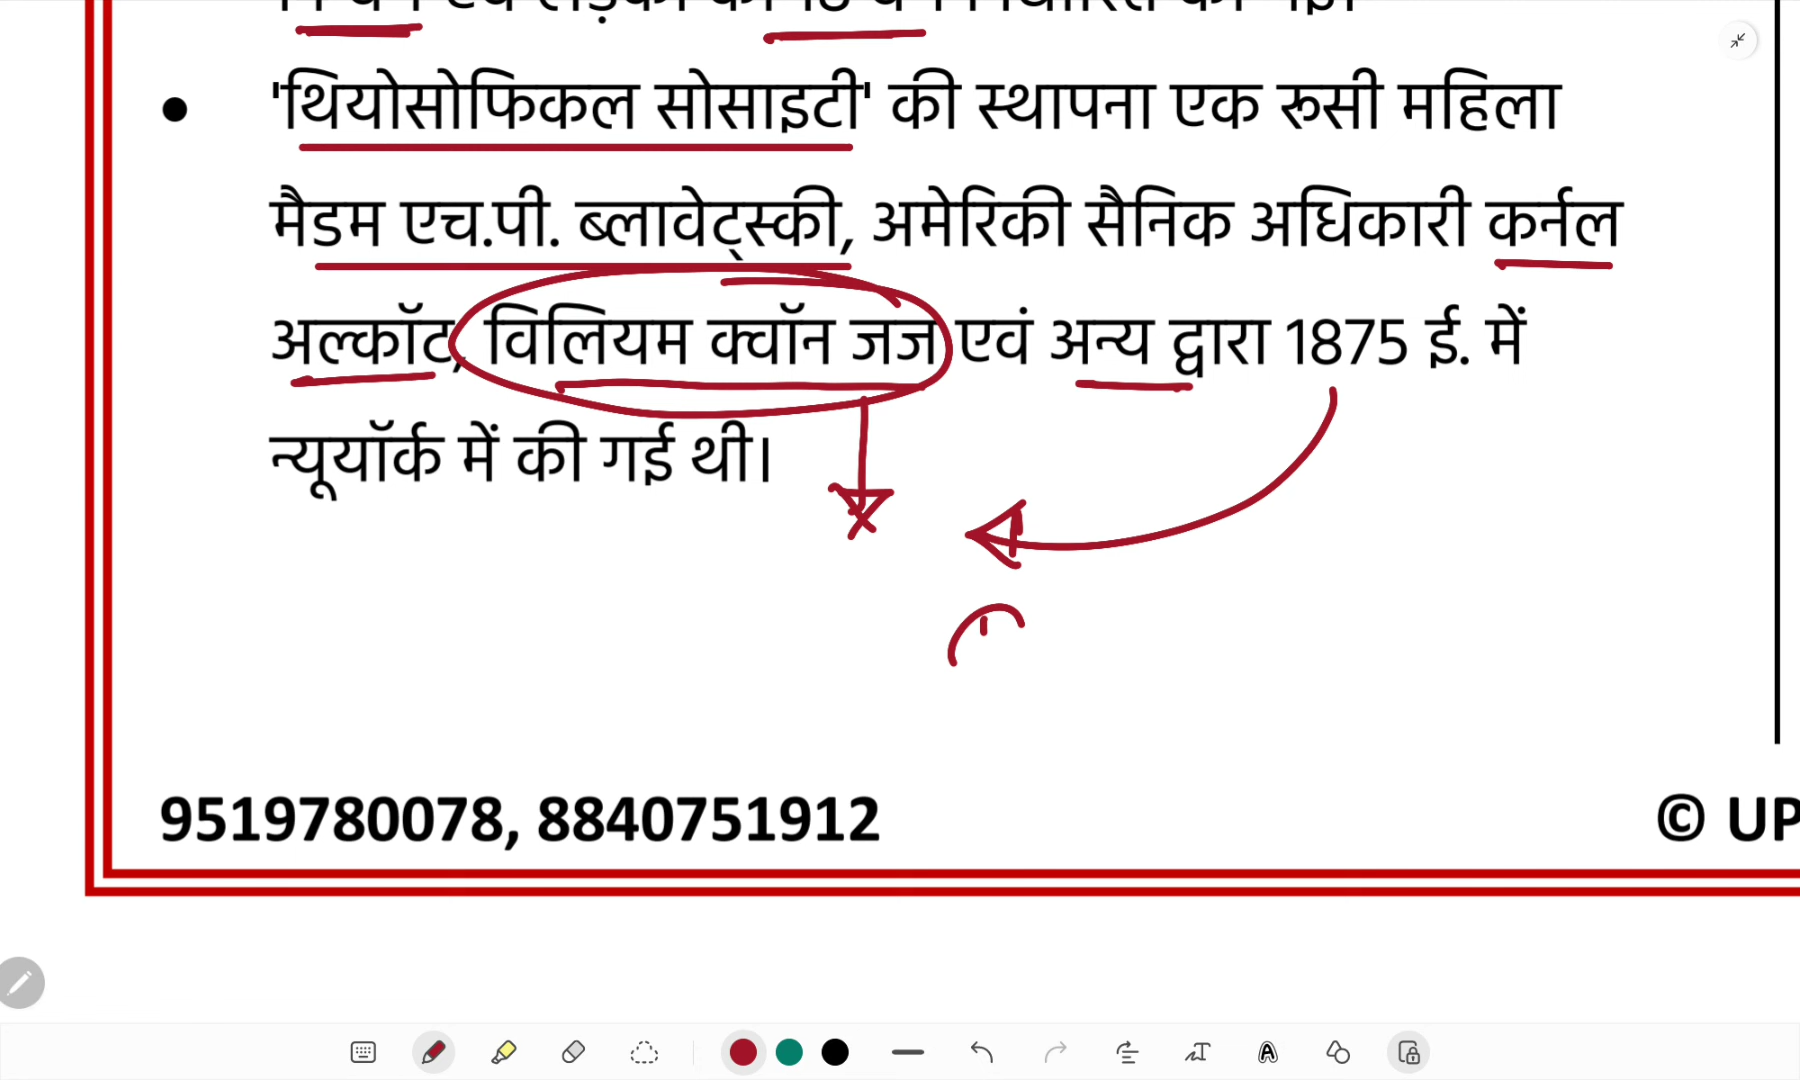 'थियोसोफिकल सोसाइटी' की स्थापना एक रूसी महिला
मैडम एच.पी. ब्लावेट्स्की, अमेरिकी सैनिक अधिकारी कर्नल
अल्कॉट, विलियम क्वॉन जज एवं अन्य द्वारा 1875 ई. में
न्यूयॉर्क में की गई थी।
9519780078, 8840751912 © UP